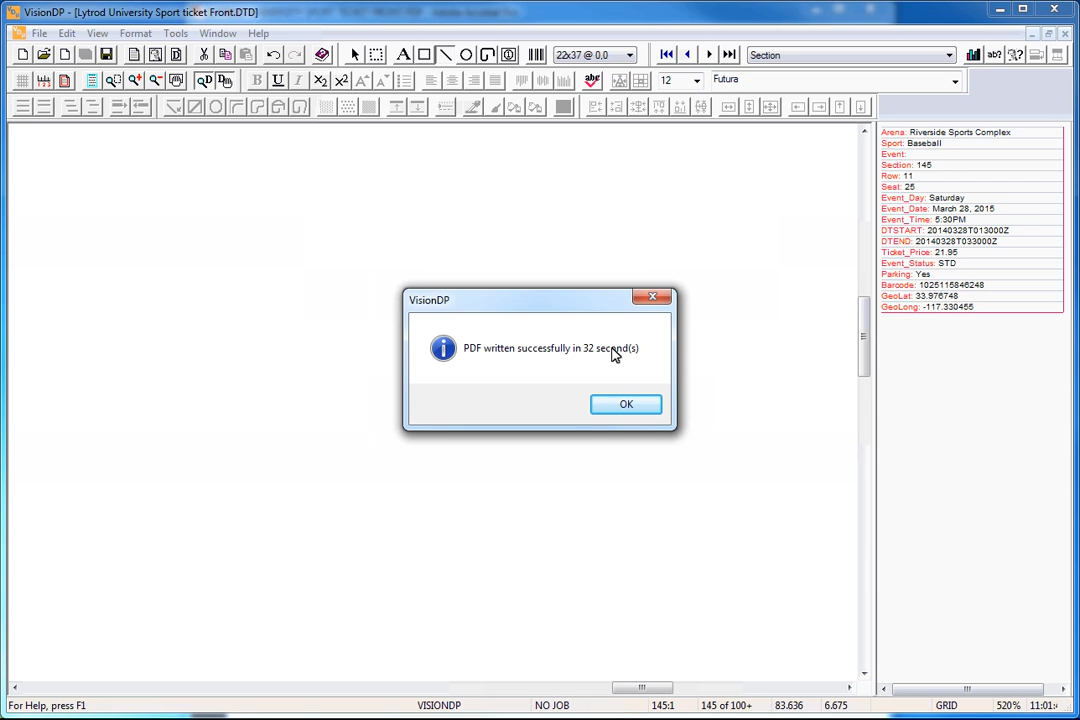 VisionDP - [Lytrod University Sport ticket Front.DTD]
File Edit View Format Tools Window Help
22x37 @ 0,0
Section
ab?
abc
12
Futura
Arena: Riverside Sports Complex
Sport: Baseball
Event:
Section: 145
Row: 11
Seat: 25
Event_Day: Saturday
Event_Date: March 28, 2015
Event_Time: 5:30PM
DTSTART: 20140328T013000Z
DTEND: 20140328T033000Z
Ticket_Price: 21.95
Event_Status: STD
Parking: Yes
Barcode: 1025115846248
GeoLat: 33.976748
GeoLong: -117.330455
VisionDP
PDF written successfully in 32 second(s)
OK
For Help, press F1 VISIONDP NO JOB 145:1 145 of 100+ 83.636 6.675 GRID 520% 11:01: